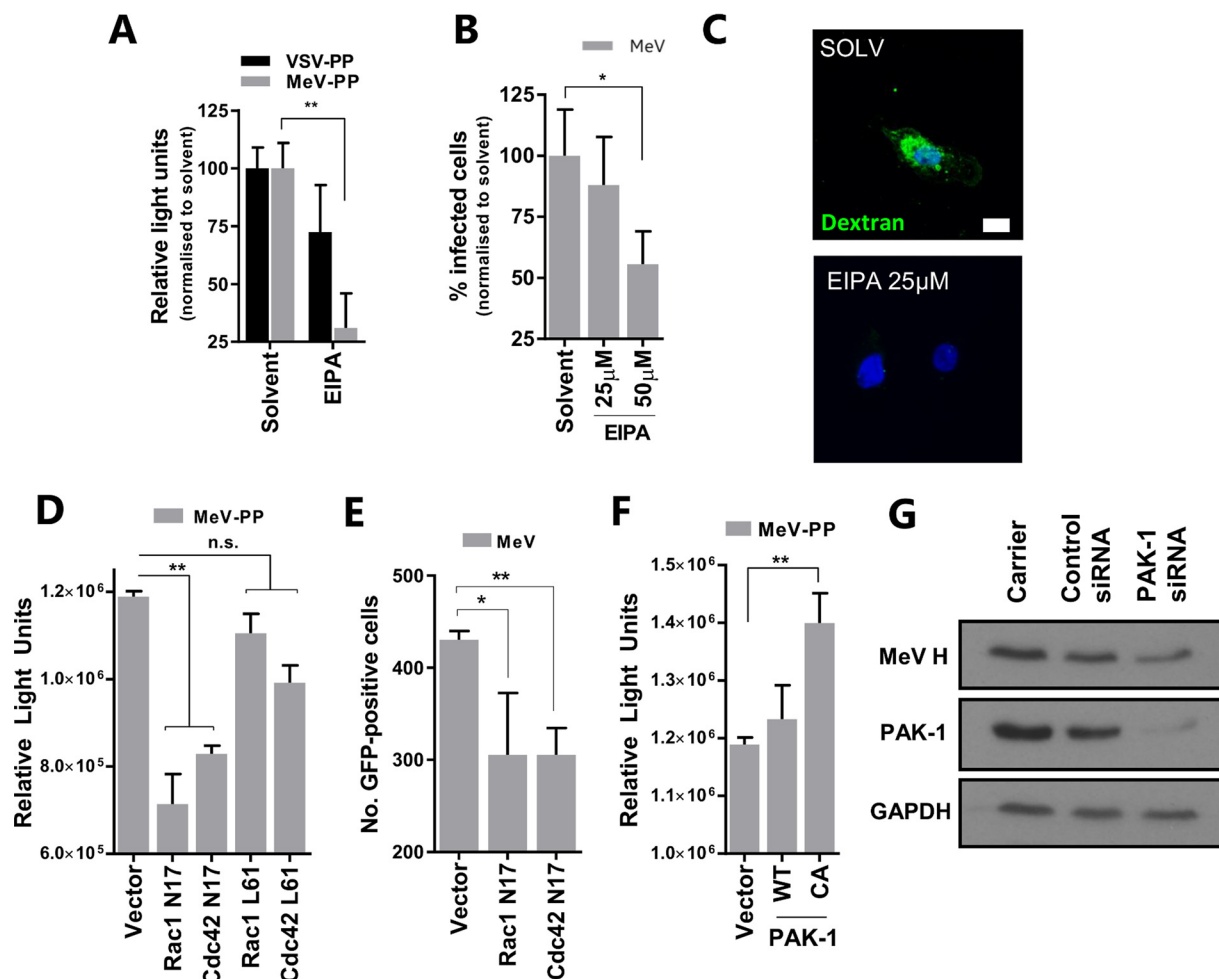 A
VSV-PP
MeV-PP
**
Relative light units
(normalised to solvent)
125
100
75
50
25
Solvent
EIPA
B
MeV
*
% infected cells
(normalised to solvent)
125
100
75
50
25
Solvent
25µM
50µM
EIPA
C
SOLV
Dextran
EIPA 25µM
D
MeV-PP
n.s.
**
Relative Light Units
1.2×10⁶
1.0×10⁶
8.0×10⁵
6.0×10⁵
Vector
Rac1 N17
Cdc42 N17
Rac1 L61
Cdc42 L61
E
MeV
**
*
No. GFP-positive cells
500
400
300
200
Vector
Rac1 N17
Cdc42 N17
F
MeV-PP
**
Relative Light Units
1.5×10⁶
1.4×10⁶
1.3×10⁶
1.2×10⁶
1.1×10⁶
1.0×10⁶
Vector
WT
CA
PAK-1
G
Carrier
Control
siRNA
PAK-1
siRNA
MeV H
PAK-1
GAPDH